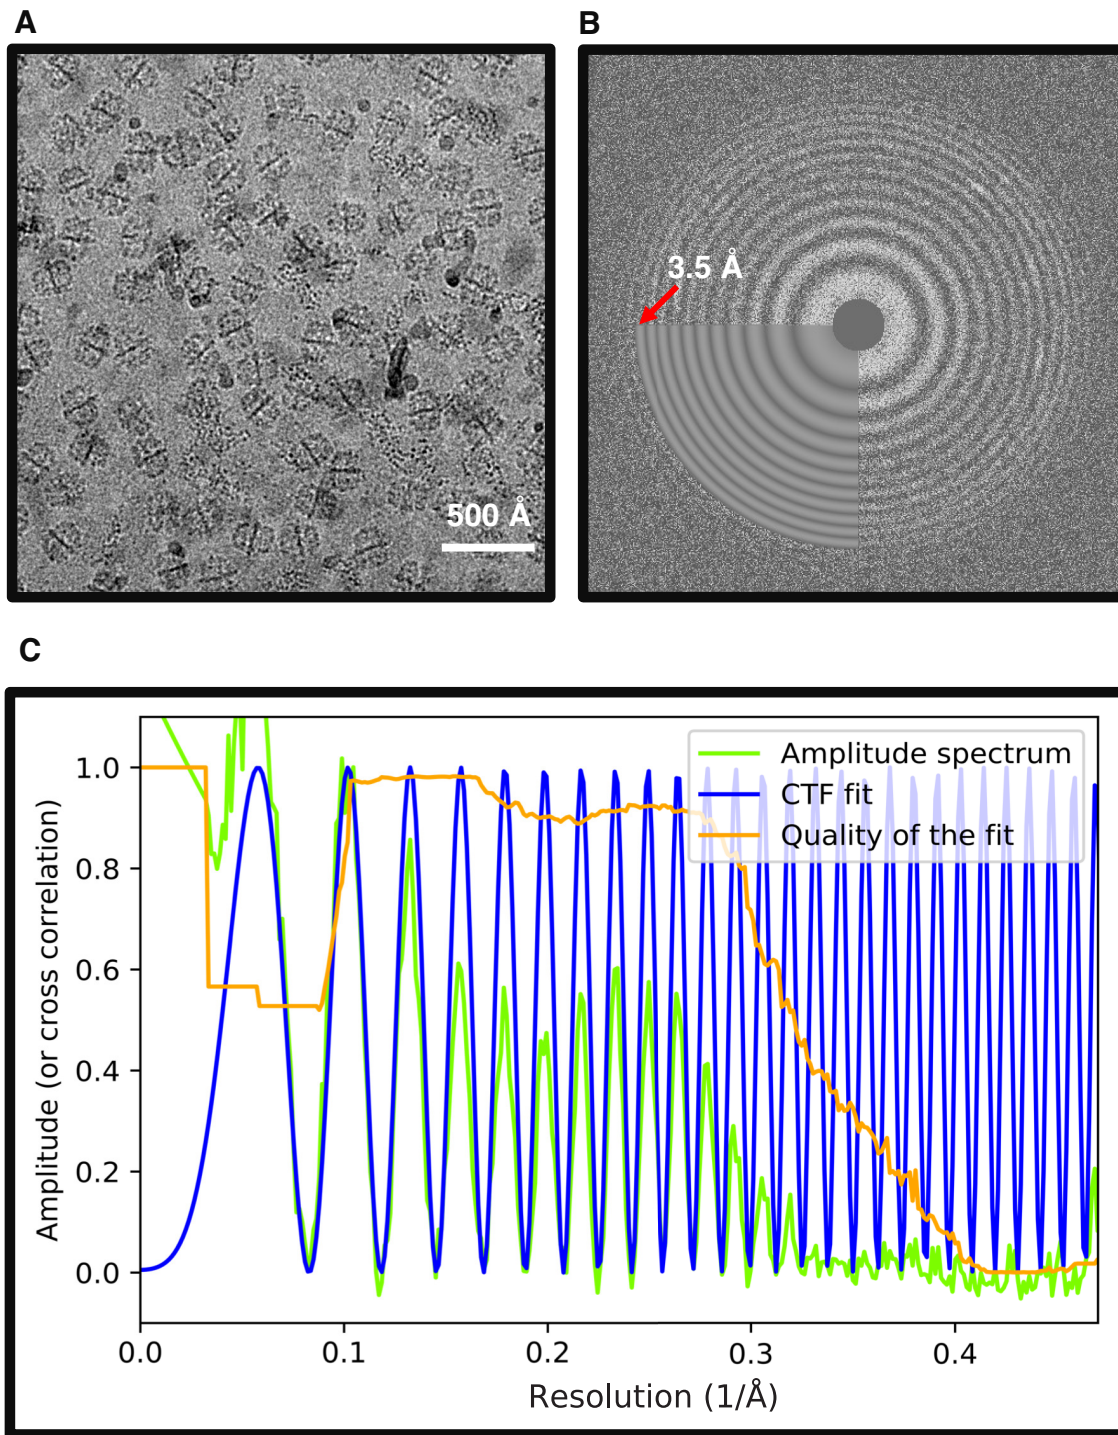 A
B
500 Å
3.5 Å
C
Amplitude spectrum
CTF fit
Quality of the fit
1.0
0.8
0.6
0.4
0.2
0.0
Amplitude (or cross correlation)
0.0 0.1 0.2 0.3 0.4
Resolution (1/Å)